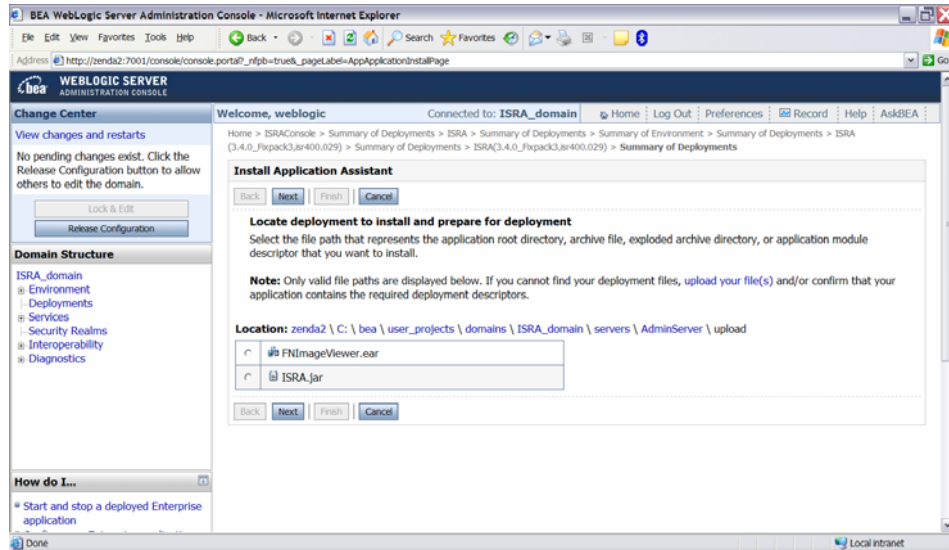 BEA WebLogic Server Administration Console - Microsoft Internet Explorer
File Edit View Favorites Tools Help
Back Search Favorites
Address http://zenda2:7001/console/console.portal?_nfpb=true&_pageLabel=AppApplicationInstallPage Go
bea WEBLOGIC SERVER
ADMINISTRATION CONSOLE
Change Center
View changes and restarts
No pending changes exist. Click the
Release Configuration button to allow
others to edit the domain.
Lock & Edit
Release Configuration
Domain Structure
ISRA_domain
Environment
Deployments
Services
Security Realms
Interoperability
Diagnostics
How do I...
Start and stop a deployed Enterprise
application
Welcome, weblogic Connected to: ISRA_domain Home Log Out Preferences Record Help AskBEA
Home > ISRAConsole > Summary of Deployments > ISRA > Summary of Deployments > Summary of Environment > Summary of Deployments > ISRA
(3.4.0_Fixpack3,isr400.029) > Summary of Deployments > ISRA(3.4.0_Fixpack3,isr400.029) > Summary of Deployments
Install Application Assistant
Back Next Finish Cancel
Locate deployment to install and prepare for deployment
Select the file path that represents the application root directory, archive file, exploded archive directory, or application module
descriptor that you want to install.
Note: Only valid file paths are displayed below. If you cannot find your deployment files, upload your file(s) and/or confirm that your
application contains the required deployment descriptors.
Location: zenda2 \ C: \ bea \ user_projects \ domains \ ISRA_domain \ servers \ AdminServer \ upload
FNImageViewer.ear
ISRA.jar
Back Next Finish Cancel
Done Local intranet